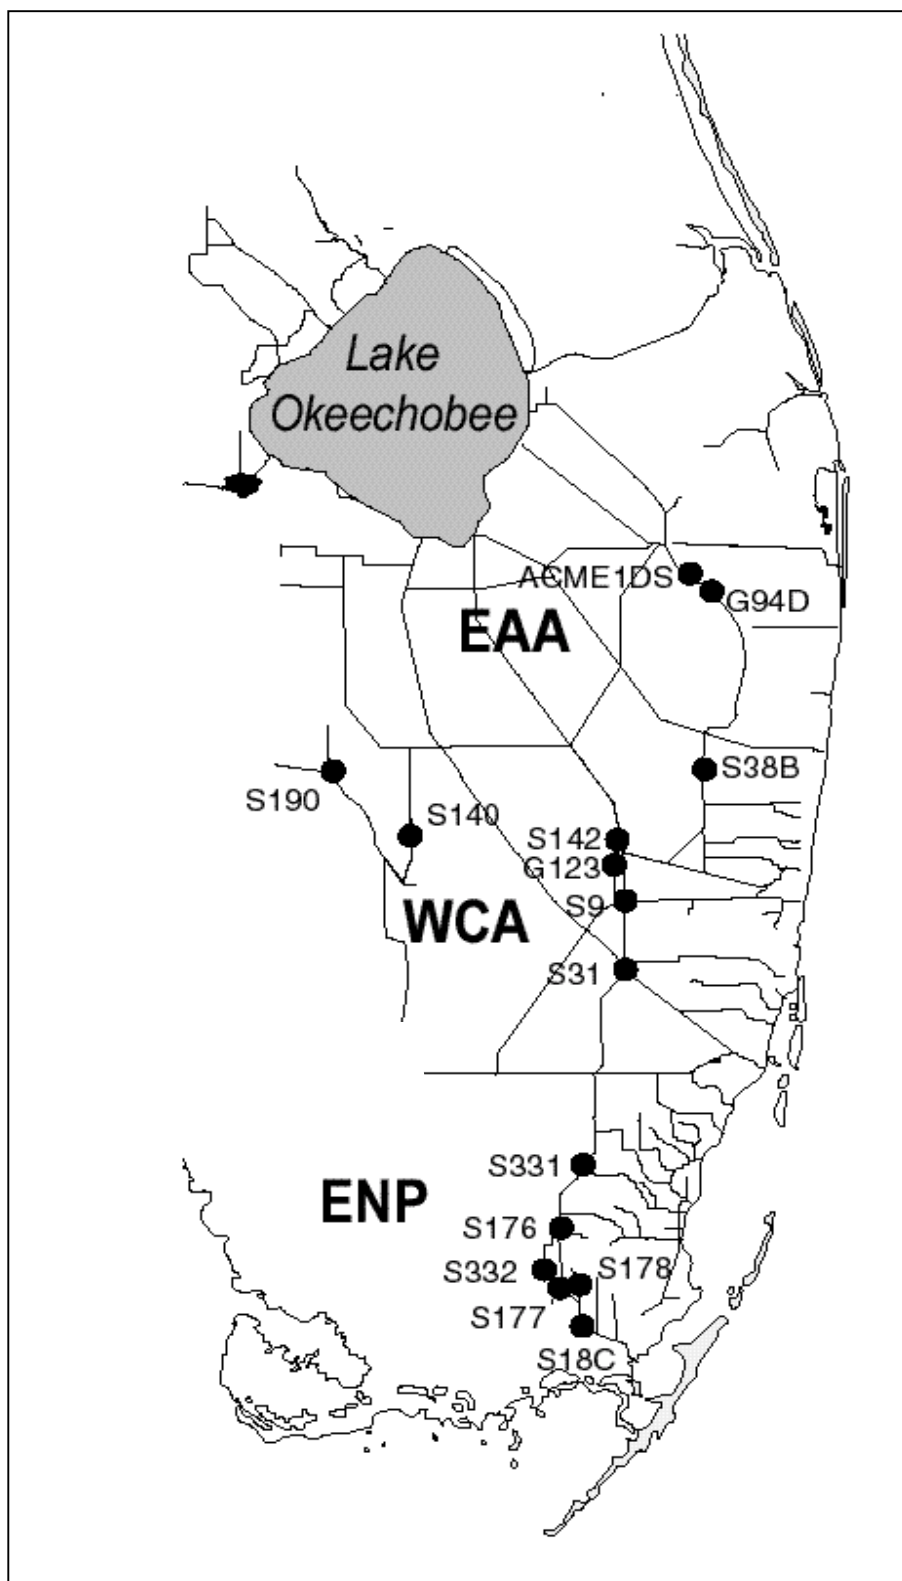 Lake
Okeechobee
ACME1DS
G94D
EAA
S38B
S190
S140
S142
G123
S9
WCA
S31
S331
ENP
S176
S332
S178
S177
S18C